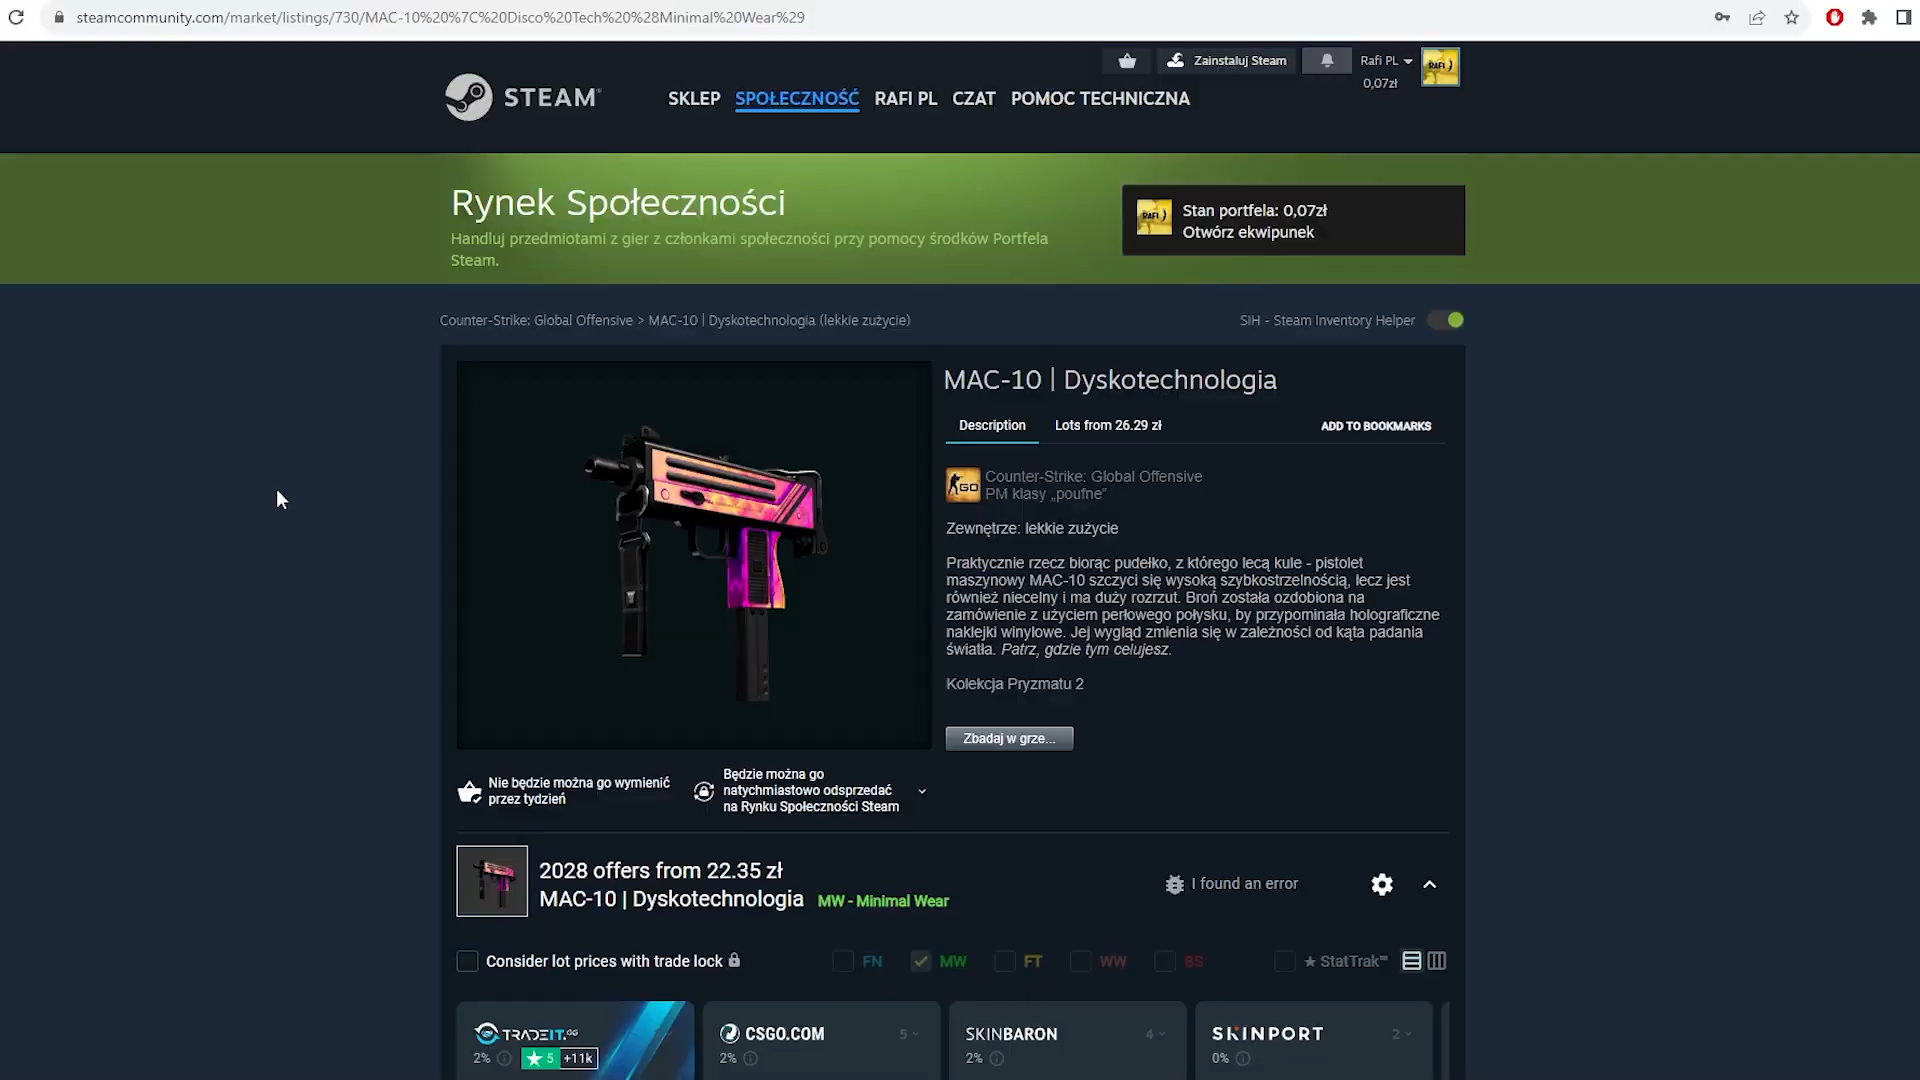 steamcommunity.com/market/listings/730/MAC-10%20%7C%20Disco%20Tech%20%28Minimal%20Wear%29
Zainstaluj Steam
Rafi PL
0,07zł
RAFI )
STEAM®
SKLEP SPOŁECZNOŚĆ RAFI PL CZAT POMOC TECHNICZNA
Rynek Społeczności
Handluj przedmiotami z gier z członkami społeczności przy pomocy środków Portfela
Steam.
RAFI )
Stan portfela: 0,07zł
Otwórz ekwipunek
Counter-Strike: Global Offensive > MAC-10 | Dyskotechnologia (lekkie zużycie)
SIH - Steam Inventory Helper
MAC-10 | Dyskotechnologia
Description Lots from 26.29 zł ADD TO BOOKMARKS
GO
Counter-Strike: Global Offensive
PM klasy „poufne”
Zewnętrze: lekkie zużycie
Praktycznie rzecz biorąc pudełko, z którego lecą kule - pistolet
maszynowy MAC-10 szczyci się wysoką szybkostrzelnością, lecz jest
również niecelny i ma duży rozrzut. Broń została ozdobiona na
zamówienie z użyciem perłowego połysku, by przypominała holograficzne
naklejki winylowe. Jej wygląd zmienia się w zależności od kąta padania
światła. Patrz, gdzie tym celujesz.
Kolekcja Pryzmatu 2
Zbadaj w grze...
Nie będzie można go wymienić
przez tydzień
Będzie można go
natychmiastowo odsprzedać
na Rynku Społeczności Steam
2028 offers from 22.35 zł
MAC-10 | Dyskotechnologia MW - Minimal Wear
I found an error
Consider lot prices with trade lock
FN MW FT WW BS ★ StatTrak™
TRADEIT.GG
2% ★ 5 +11k
CSGO.COM 5
2%
SKINBARON 4
2%
SKINPORT 2
0%